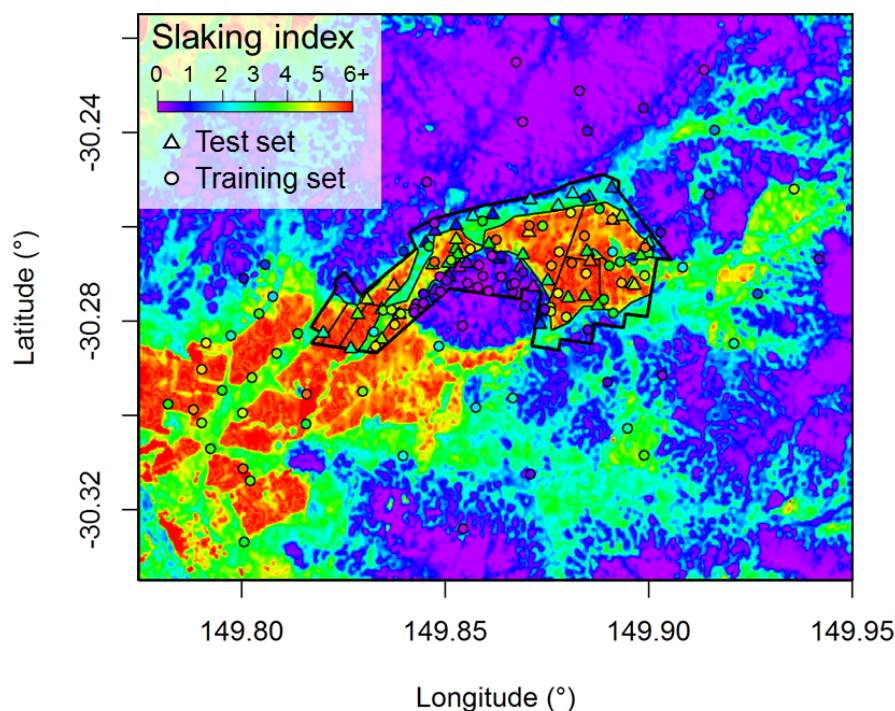 Slaking index
0 1 2 3 4 5 6+
Test set
Training set
Latitude (°)
-30.24
-30.28
-30.32
149.80 149.85 149.90 149.95
Longitude (°)